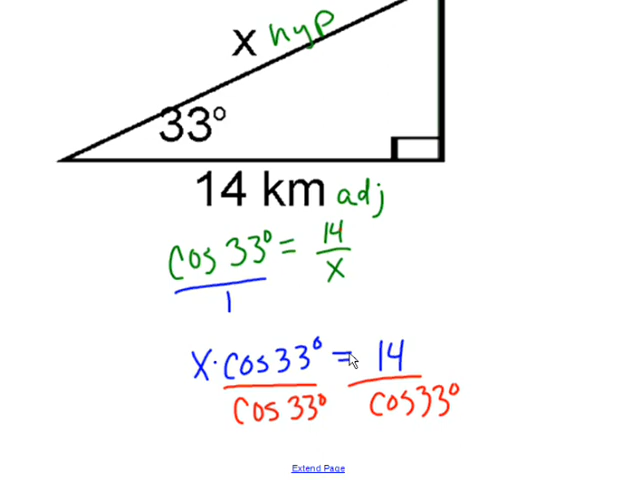 x hyp
33°
14 km adj
cos 33° = 14/x
1
x · cos 33° = 14
cos 33° cos 33°
Extend Page